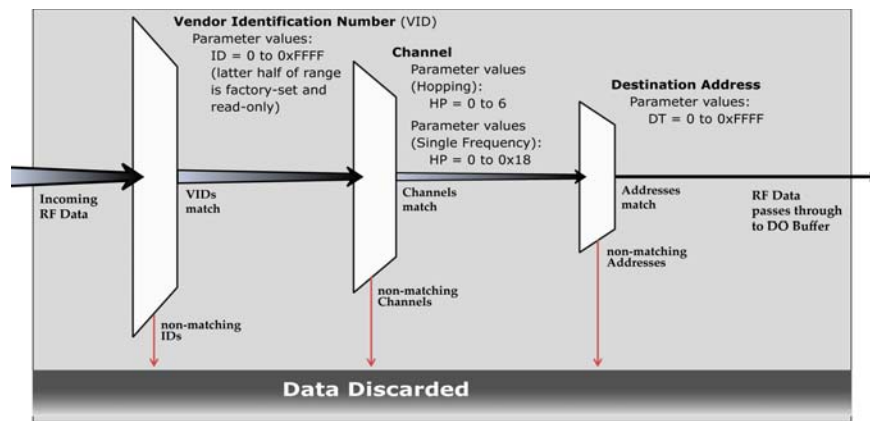 Vendor Identification Number (VID)
Parameter values:
ID = 0 to 0xFFFF
(latter half of range
is factory-set and
read-only)
Channel
Parameter values
(Hopping):
HP = 0 to 6
Parameter values
(Single Frequency):
HP = 0 to 0x18
Destination Address
Parameter values:
DT = 0 to 0xFFFF
Incoming
RF Data
VIDs
match
Channels
match
Addresses
match
RF Data
passes through
to DO Buffer
non-matching
IDs
non-matching
Channels
non-matching
Addresses
Data Discarded